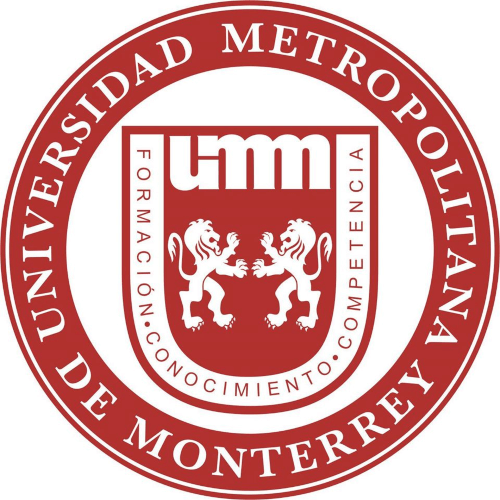 UNIVERSIDAD METROPOLITANA
DE MONTERREY
umm
FORMACIÓN•CONOCIMIENTO•COMPETENCIA